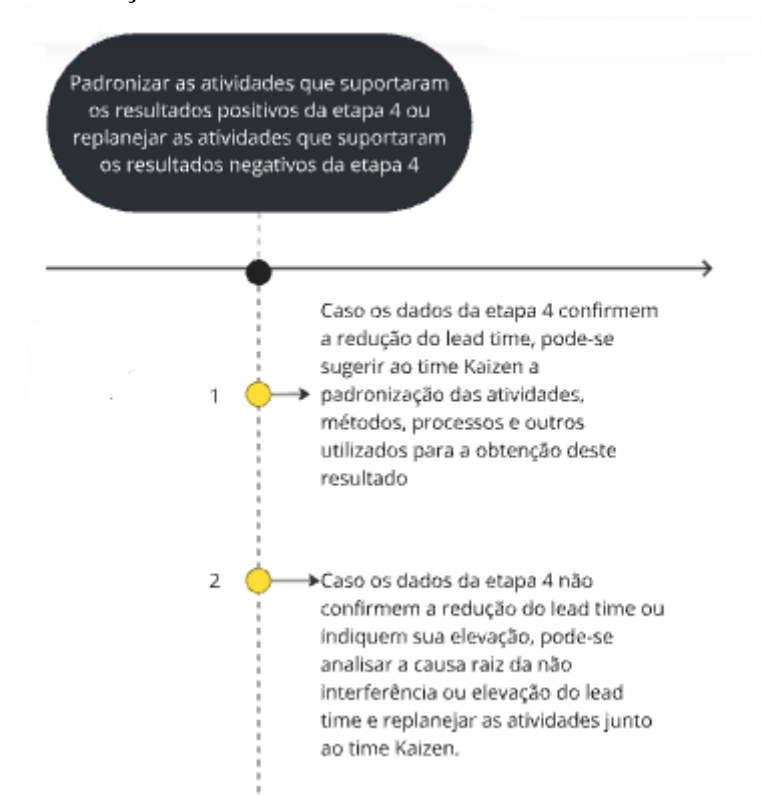 Padronizar as atividades que suportaram
os resultados positivos da etapa 4 ou
replanejar as atividades que suportaram
os resultados negativos da etapa 4
Caso os dados da etapa 4 confirmem
a redução do lead time, pode-se
sugerir ao time Kaizen a
1
padronização das atividades,
métodos, processos e outros
utilizados para a obtenção deste
resultado
2
Caso os dados da etapa 4 não
confirmem a redução do lead time ou
indiquem sua elevação, pode-se
analisar a causa raiz da não
interferência ou elevação do lead
time e replanejar as atividades junto
ao time Kaizen.